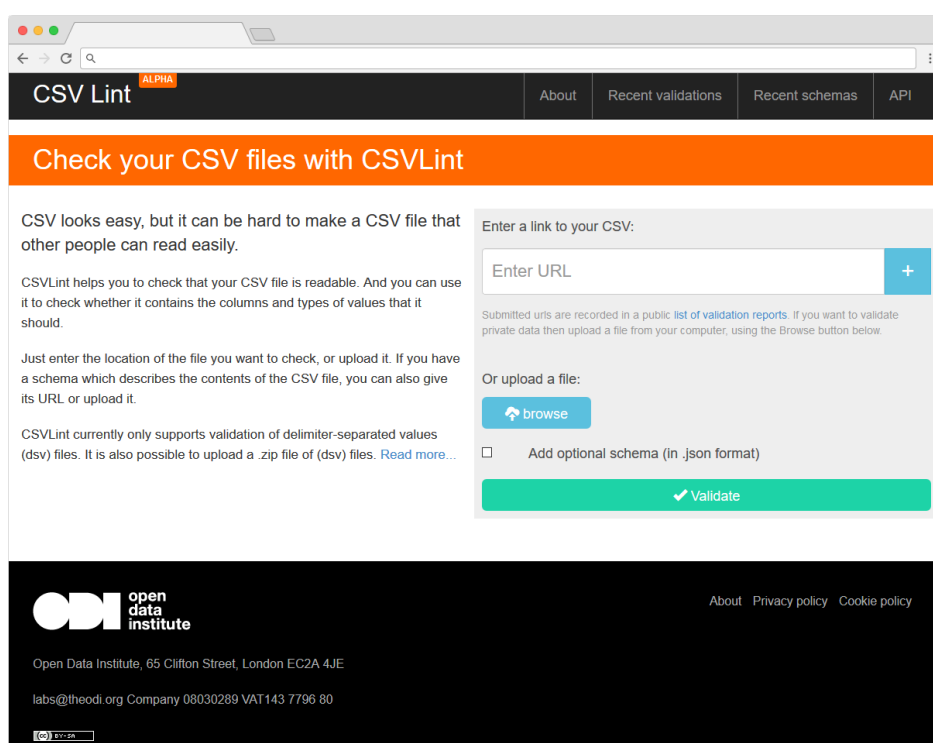 CSV Lint ALPHA
About
Recent validations
Recent schemas
API
Check your CSV files with CSVLint
CSV looks easy, but it can be hard to make a CSV file that
other people can read easily.
CSVLint helps you to check that your CSV file is readable. And you can use
it to check whether it contains the columns and types of values that it
should.
Just enter the location of the file you want to check, or upload it. If you have
a schema which describes the contents of the CSV file, you can also give
its URL or upload it.
CSVLint currently only supports validation of delimiter-separated values
(dsv) files. It is also possible to upload a .zip file of (dsv) files. Read more...
Enter a link to your CSV:
Enter URL
+
Submitted urls are recorded in a public list of validation reports. If you want to validate
private data then upload a file from your computer, using the Browse button below.
Or upload a file:
browse
Add optional schema (in .json format)
Validate
ODI
open
data
institute
About Privacy policy Cookie policy
Open Data Institute, 65 Clifton Street, London EC2A 4JE
labs@theodi.org Company 08030289 VAT143 7796 80
(cc) BY-SA